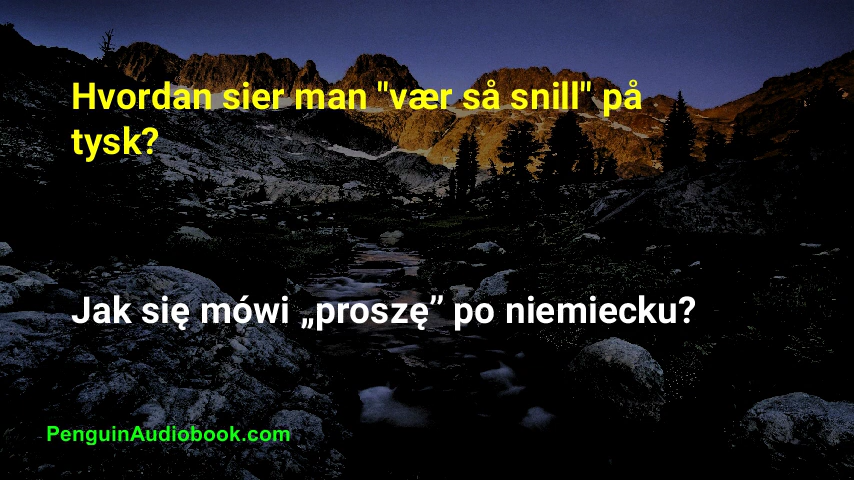 Hvordan sier man "vær så snill" på
tysk?
Jak się mówi „proszę” po niemiecku?
PenguinAudiobook.com